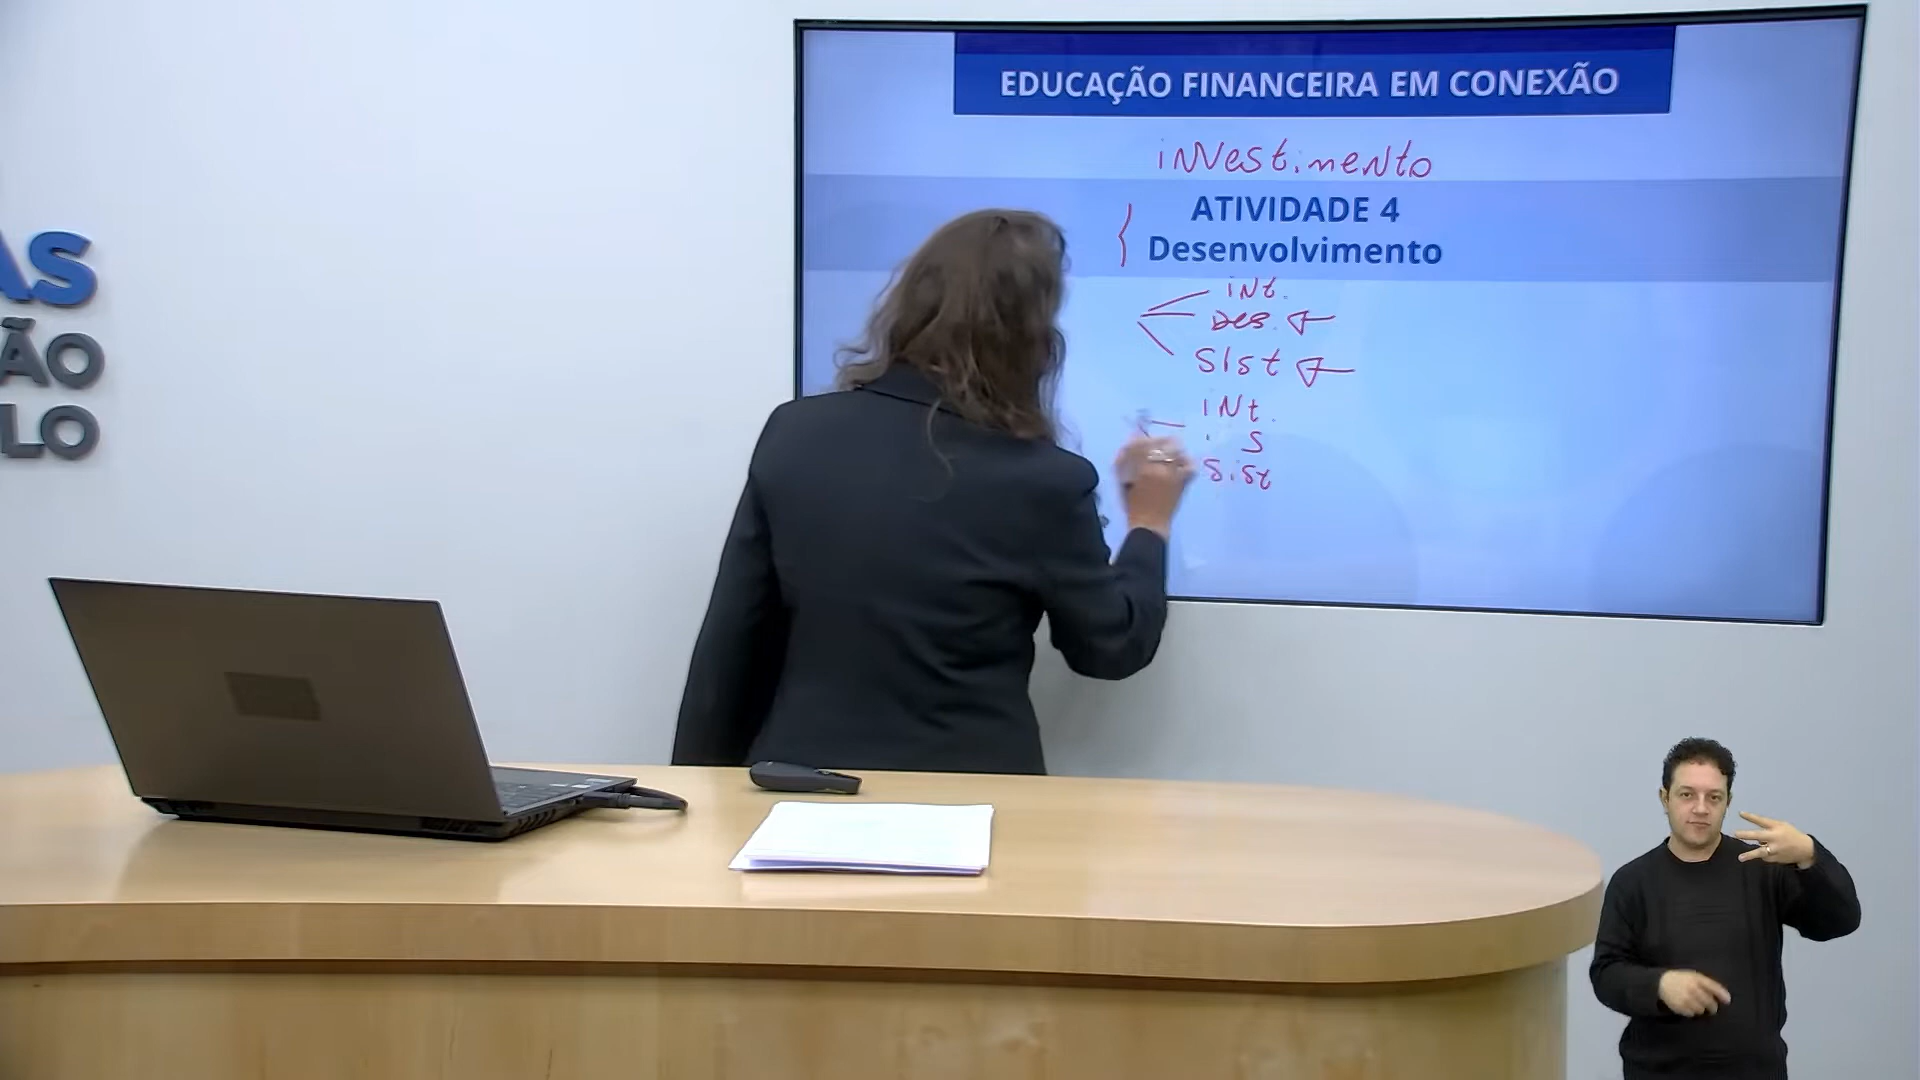 AS
ÃO
LO
EDUCAÇÃO FINANCEIRA EM CONEXÃO
iNVestimeNto
ATIVIDADE 4
Desenvolvimento
iNt.
Des.
SIst
iNt.
S
Sist